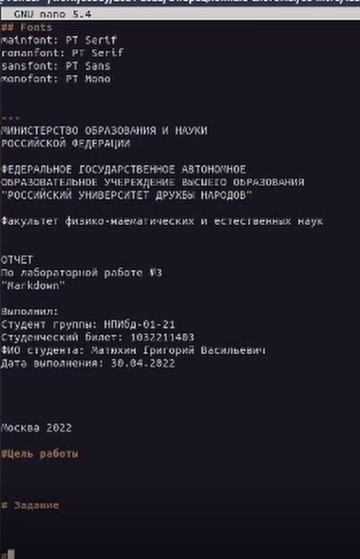 GNU nano 5.4
## Fonts
mainfont: PT Serif
romanfont: PT Serif
sansfont: PT Sans
monofont: PT Mono
---
МИНИСТЕРСТВО ОБРАЗОВАНИЯ И НАУКИ
РОССИЙСКОЙ ФЕДЕРАЦИИ
ФЕДЕРАЛЬНОЕ ГОСУДАРСТВЕННОЕ АВТОНОМНОЕ
ОБРАЗОВАТЕЛЬНОЕ УЧЕРЕЖДЕНИЕ ВЫСШЕГО ОБРАЗОВАНИЯ
"РОССИЙСКИЙ УНИВЕРСИТЕТ ДРУЖБЫ НАРОДОВ"
Факультет физико-маематических и естественных наук
ОТЧЕТ
По лабораторной работе №3
"Markdown"
Выполнил:
Студент группы: НПИбд-01-21
Студенческий билет: 1032211403
ФИО студента: Матюхин Григорий Васильевич
Дата выполнения: 30.04.2022
Москва 2022
#Цель работы
# Задание
#